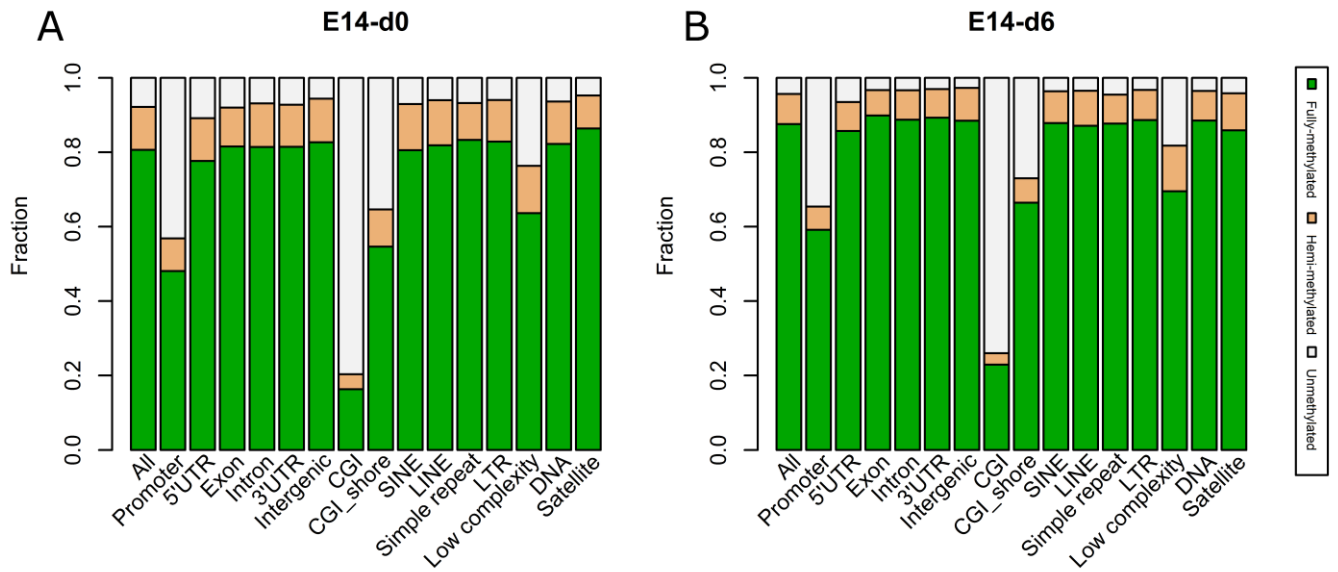 A
E14-d0
Fraction
0.0
0.2
0.4
0.6
0.8
1.0
All
Promoter
5'UTR
Exon
Intron
3'UTR
Intergenic
CGI
CGI_shore
SINE
LINE
Simple repeat
LTR
Low complexity
DNA
Satellite
B
E14-d6
Fraction
0.0
0.2
0.4
0.6
0.8
1.0
All
Promoter
5'UTR
Exon
Intron
3'UTR
Intergenic
CGI
CGI_shore
SINE
LINE
Simple repeat
LTR
Low complexity
DNA
Satellite
Fully-methylated
Hemi-methylated
Unmethylated